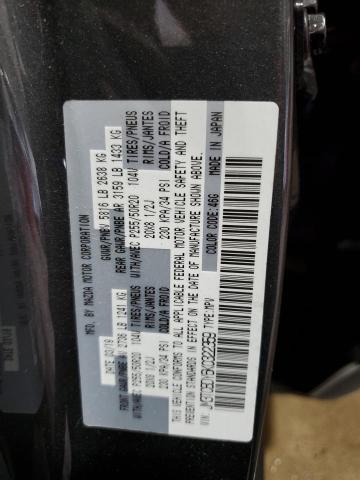 MFD. BY MAZDA MOTOR CORPORATION
03/19 GVWR/PNBV 5816 LB 2638 KG
FRONT GAWR/PNBE AV 2736 LB 1241 KG REAR GAWR/PNBE AR 3159 LB 1433 KG
WITH/AVEC P255/50R20 104V TIRES/PNEUS WITH/AVEC P255/50R20 104V TIRES/PNEUS
20X8 1/2J RIMS/JANTES 20X8 1/2J RIMS/JANTES
230 KPA/34 PSI COLD/A FROID 230 KPA/34 PSI COLD/A FROID
THIS VEHICLE CONFORMS TO ALL APPLICABLE FEDERAL MOTOR VEHICLE SAFETY AND THEFT
PREVENTION STANDARDS IN EFFECT ON THE DATE OF MANUFACTURE SHOWN ABOVE.
VIN: TYPE:MPV COLOR CODE:46G MADE IN JAPAN